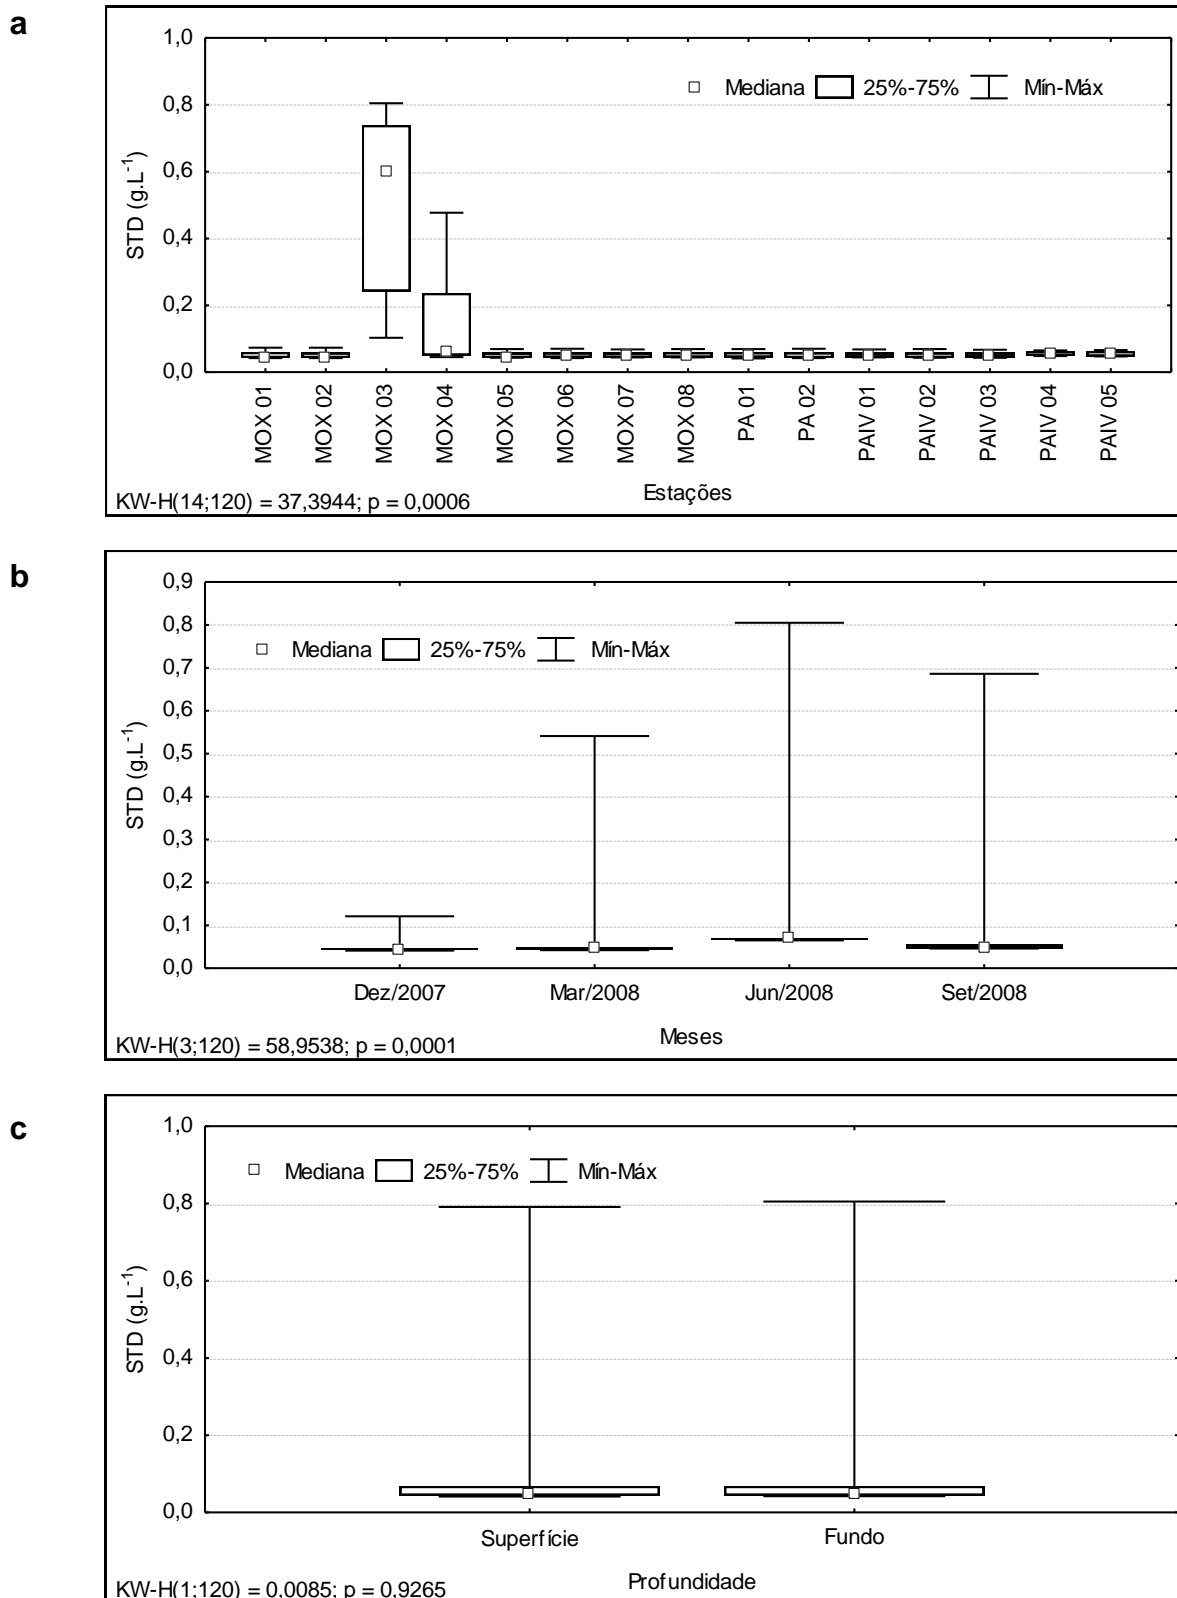 a
1,0
Mediana 25%-75% Mín-Máx
0,8
0,6
0,4
0,2
0,0
STD (g.L-1)
MOX 01 MOX 02 MOX 03 MOX 04 MOX 05 MOX 06 MOX 07 MOX 08 PA 01 PA 02 PAIV 01 PAIV 02 PAIV 03 PAIV 04 PAIV 05
Estações
KW-H(14;120) = 37,3944; p = 0,0006
b
0,9
0,8
Mediana 25%-75% Mín-Máx
0,7
0,6
0,5
0,4
0,3
0,2
0,1
0,0
STD (g.L-1)
Dez/2007 Mar/2008 Jun/2008 Set/2008
Meses
KW-H(3;120) = 58,9538; p = 0,0001
c
1,0
Mediana 25%-75% Mín-Máx
0,8
0,6
0,4
0,2
0,0
STD (g.L-1)
Superfície Fundo
Profundidade
KW-H(1;120) = 0,0085; p = 0,9265